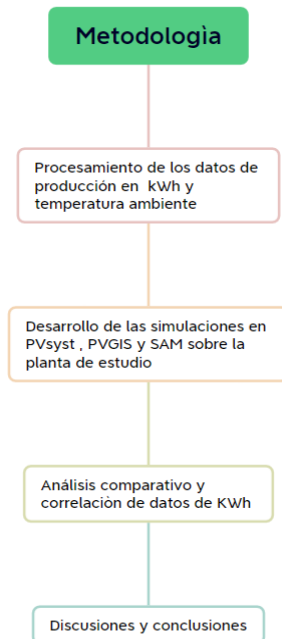 Metodologìa
Procesamiento de los datos de
producción en kWh y
temperatura ambiente
Desarrollo de las simulaciones en
PVsyst , PVGIS y SAM sobre la
planta de estudio
Análisis comparativo y
correlaciòn de datos de KWh
Discusiones y conclusiones